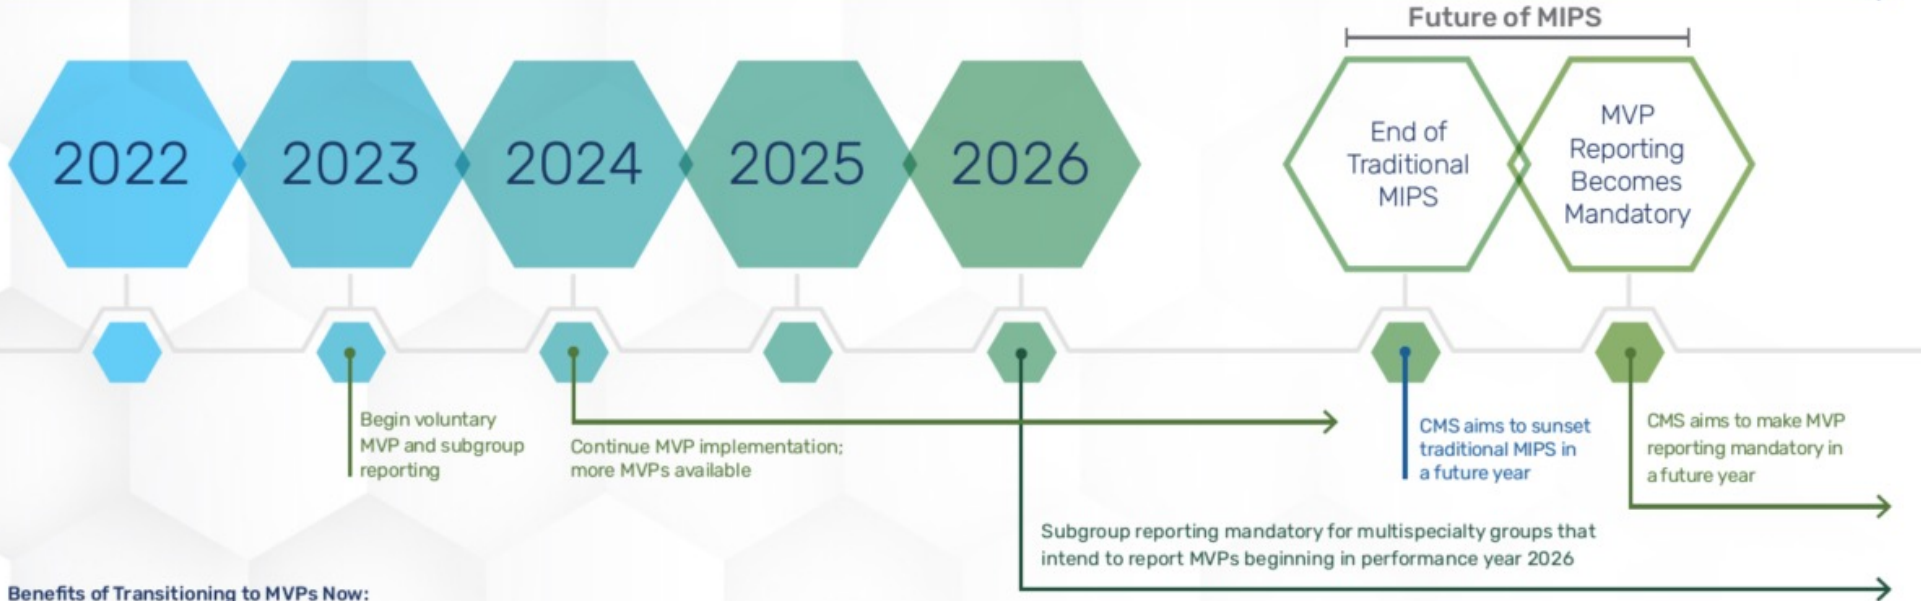 Future of MIPS
2022
2023
2024
2025
2026
End of
Traditional
MIPS
MVP
Reporting
Becomes
Mandatory
Begin voluntary
MVP and subgroup
reporting
Continue MVP implementation;
more MVPs available
CMS aims to sunset
traditional MIPS in
a future year
CMS aims to make MVP
reporting mandatory in
a future year
Subgroup reporting mandatory for multispecialty groups that
intend to report MVPs beginning in performance year 2026
Benefits of Transitioning to MVPs Now: